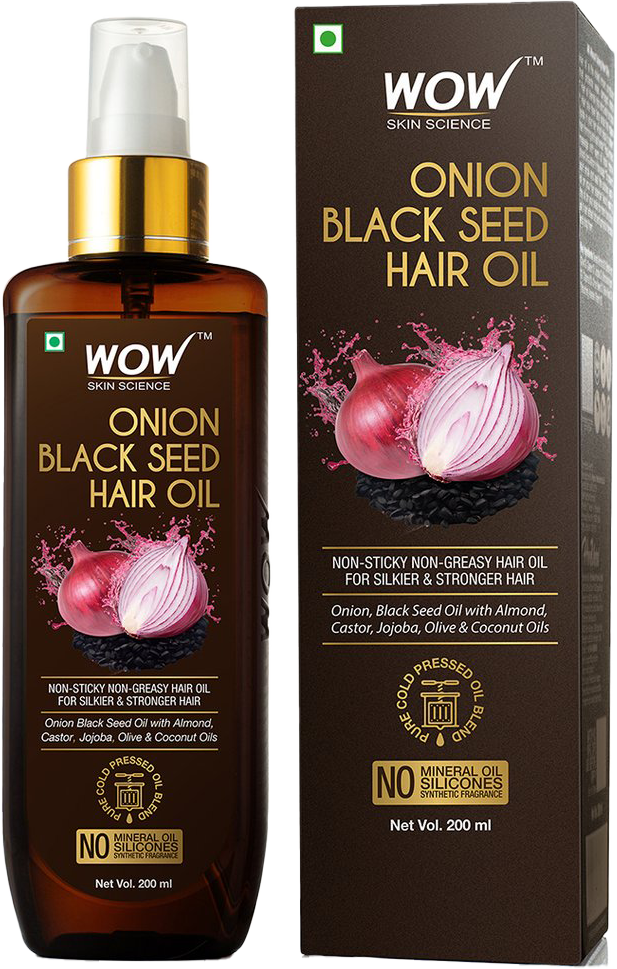 WOW™
SKIN SCIENCE
ONION
BLACK SEED
HAIR OIL
NON-STICKY NON-GREASY HAIR OIL
FOR SILKIER & STRONGER HAIR
Onion Black Seed Oil with Almond,
Castor, Jojoba, Olive & Coconut Oils
PURE COLD PRESSED OIL BLEND
NO MINERAL OIL
SILICONES
SYNTHETIC FRAGRANCE
Net Vol. 200 ml
WOW
WOW™
SKIN SCIENCE
ONION
BLACK SEED
HAIR OIL
NON-STICKY NON-GREASY HAIR OIL
FOR SILKIER & STRONGER HAIR
Onion, Black Seed Oil with Almond,
Castor, Jojoba, Olive & Coconut Oils
PURE COLD PRESSED OIL BLEND
NO MINERAL OIL
SILICONES
SYNTHETIC FRAGRANCE
Net Vol. 200 ml